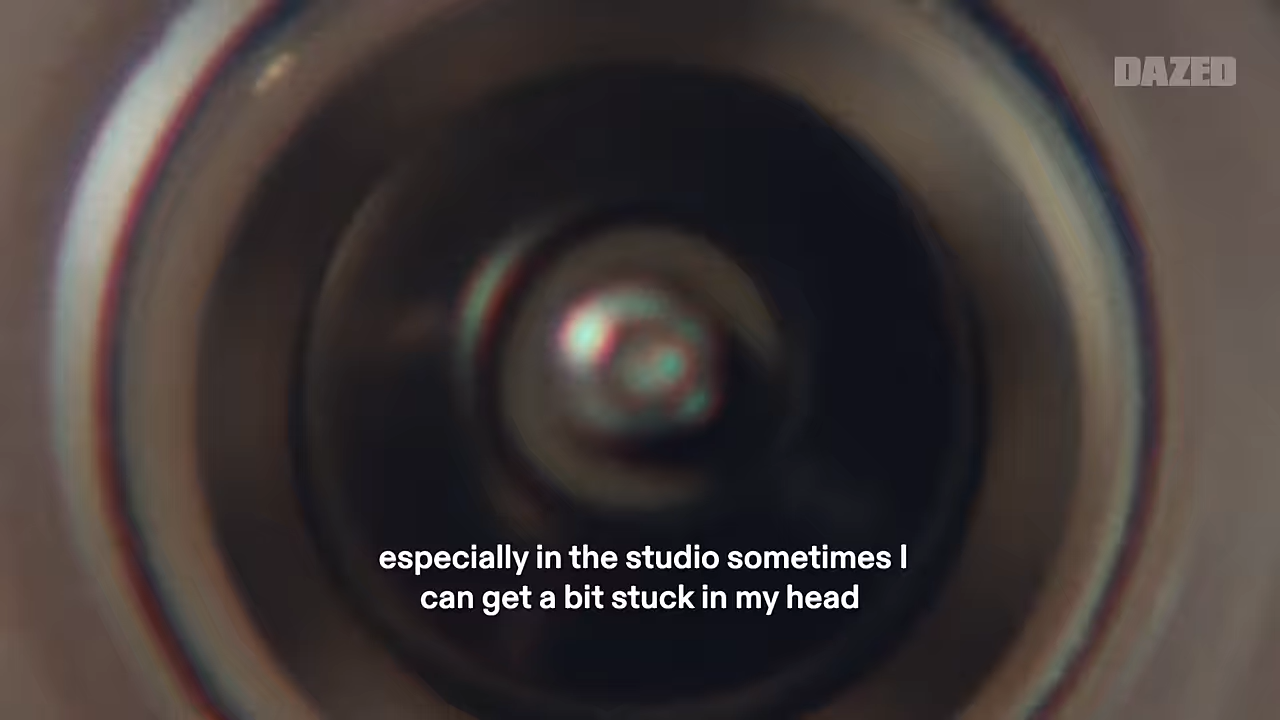 DAZED
especially in the studio sometimes I
can get a bit stuck in my head